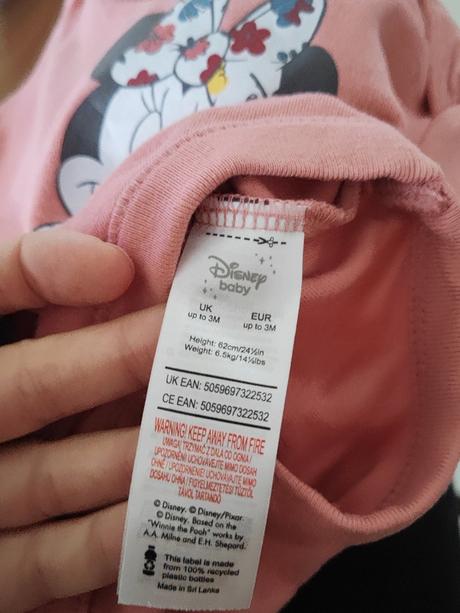 Disney
baby
UK EUR
up to 3M up to 3M
Height: 62cm/24½in
Weight: 6.5kg/14½lbs
UK EAN: 5059697322532
CE EAN: 5059697322532
WARNING! KEEP AWAY FROM FIRE
UWAGA! TRZYMAĆ Z DALA OD OGNIA /
UPOZORNĚNÍ! UCHOVÁVEJTE MIMO DOSAH
OHNĚ / UPOZORNENIE! UCHOVÁVAJTE MIMO
DOSAHU OHŇA / FIGYELMEZTETÉS! TŰZTŐL
TÁVOL TARTANDÓ
© Disney. © Disney/Pixar.
© Disney. Based on the
"Winnie the Pooh" works by
A.A. Milne and E.H. Shepard.
This label is made
from 100% recycled
plastic bottles
Made in Sri Lanka